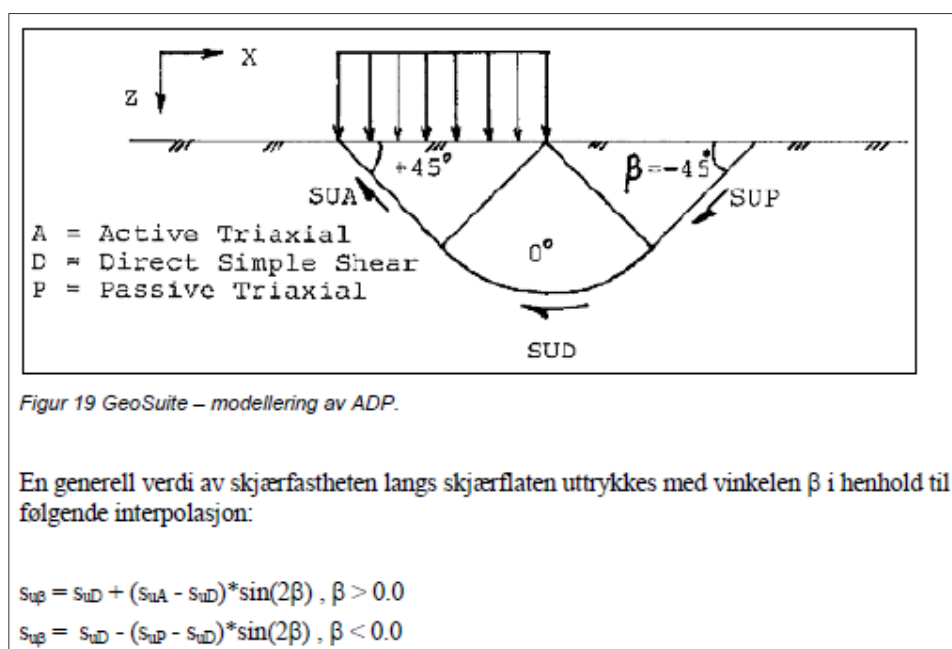 X
Z
+45°
β=-45°
SUA
SUP
A = Active Triaxial
D = Direct Simple Shear
P = Passive Triaxial
0°
SUD
Figur 19 GeoSuite – modellering av ADP.
En generell verdi av skjærfastheten langs skjærflaten uttrykkes med vinkelen β i henhold til
følgende interpolasjon:
suβ = suD + (suA - suD)*sin(2β) , β > 0.0
suβ = suD - (suP - suD)*sin(2β) , β < 0.0